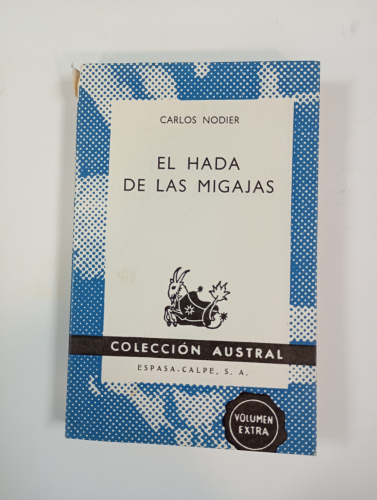 CARLOS NODIER
EL HADA
DE LAS MIGAJAS
COLECCIÓN AUSTRAL
ESPASA-CALPE, S. A.
VOLUMEN
EXTRA